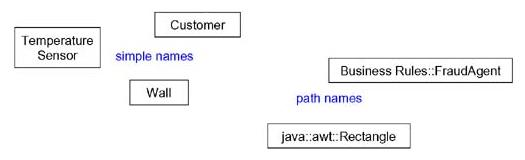 Customer
Temperature
Sensor
simple names
Business Rules::FraudAgent
Wall
path names
java::awt::Rectangle